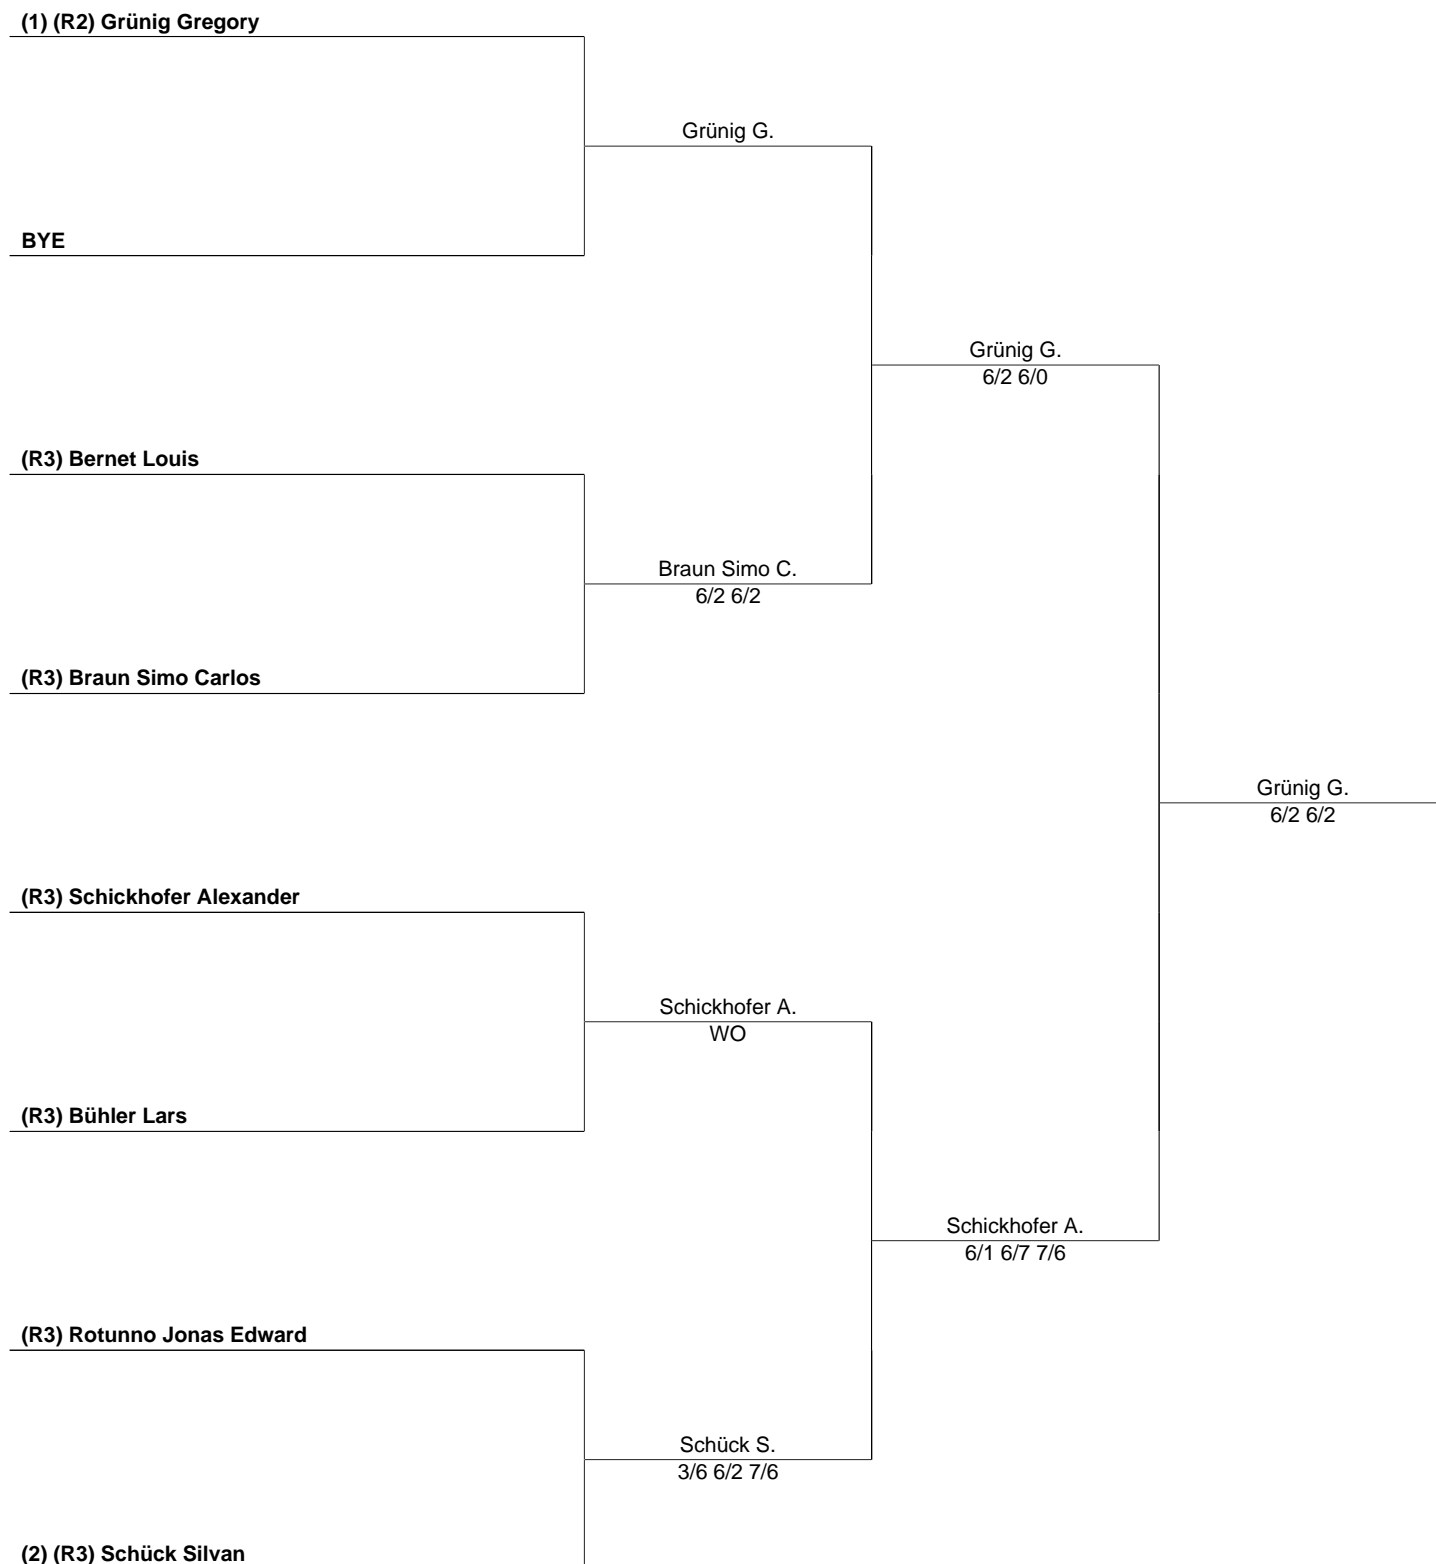 (1) (R2) Grünig Gregory
Grünig G.
BYE
Grünig G.
6/2 6/0
(R3) Bernet Louis
Braun Simo C.
6/2 6/2
(R3) Braun Simo Carlos
Grünig G.
6/2 6/2
(R3) Schickhofer Alexander
Schickhofer A.
WO
(R3) Bühler Lars
Schickhofer A.
6/1 6/7 7/6
(R3) Rotunno Jonas Edward
Schück S.
3/6 6/2 7/6
(2) (R3) Schück Silvan